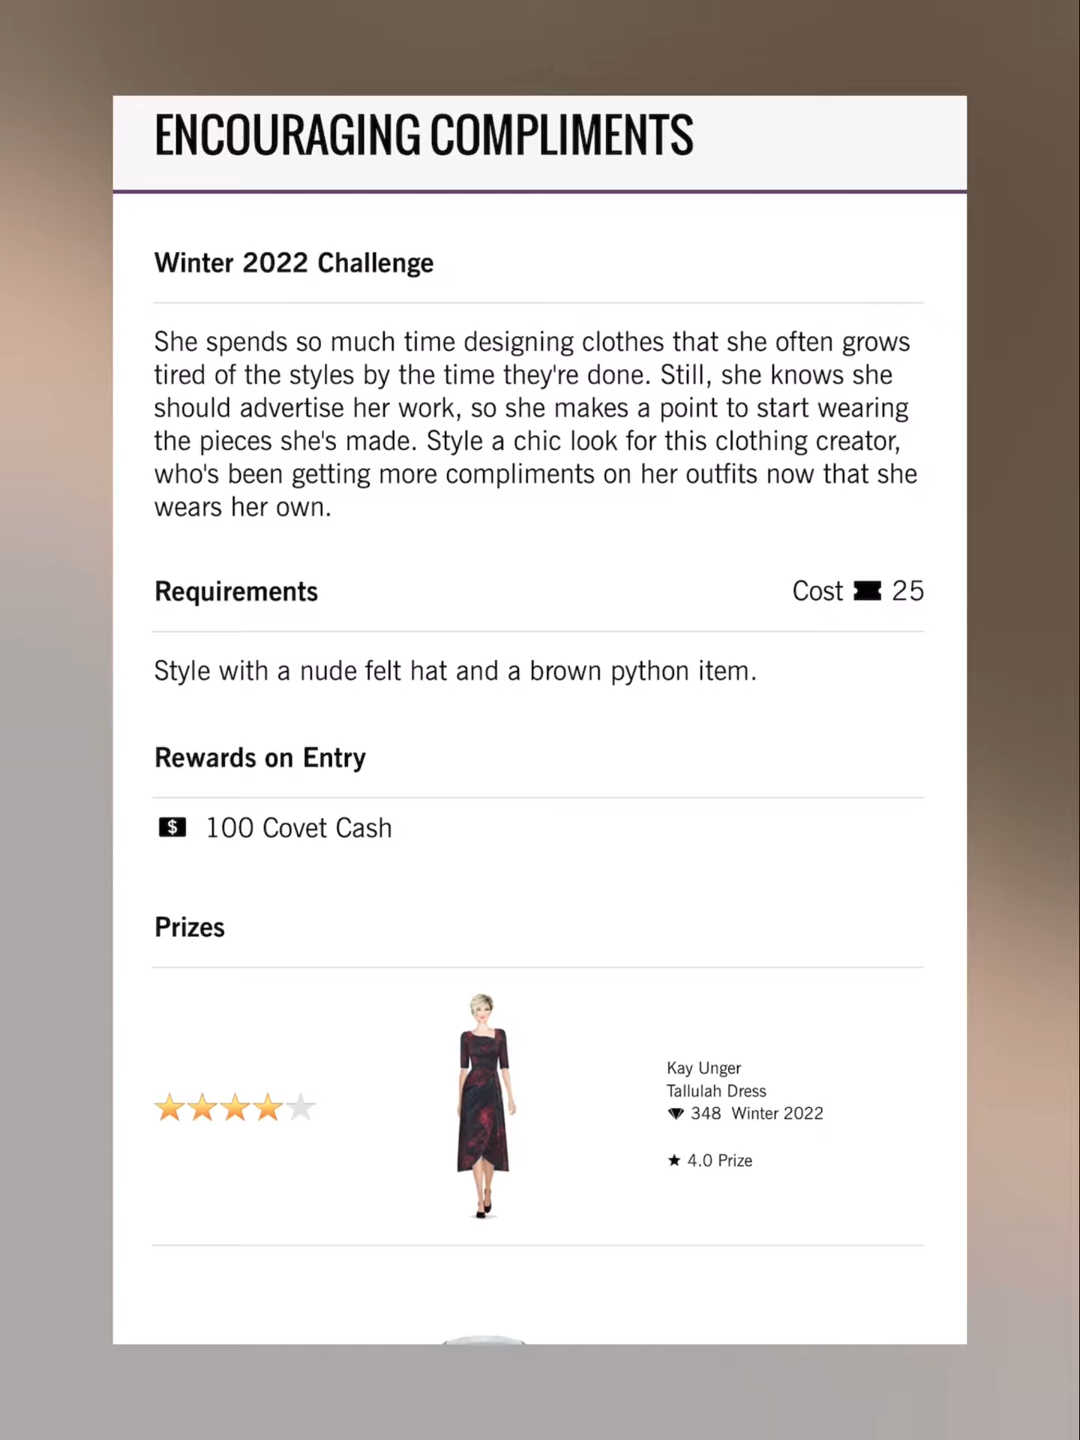 ENCOURAGING COMPLIMENTS
Winter 2022 Challenge
She spends so much time designing clothes that she often grows
tired of the styles by the time they're done. Still, she knows she
should advertise her work, so she makes a point to start wearing
the pieces she's made. Style a chic look for this clothing creator,
who's been getting more compliments on her outfits now that she
wears her own.
Requirements
Cost 25
Style with a nude felt hat and a brown python item.
Rewards on Entry
$ 100 Covet Cash
Prizes
Kay Unger
Tallulah Dress
348 Winter 2022
★ 4.0 Prize